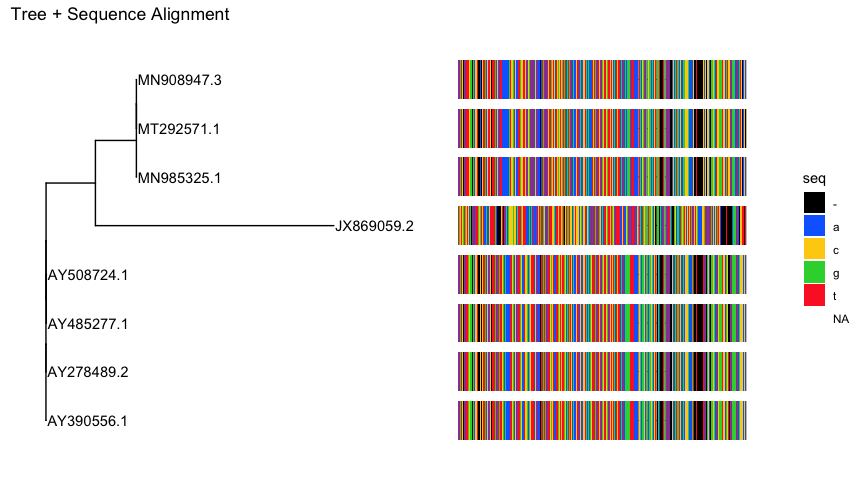 Tree + Sequence Alignment
MN908947.3
MT292571.1
MN985325.1
JX869059.2
AY508724.1
AY485277.1
AY278489.2
AY390556.1
seq
-
a
c
g
t
NA